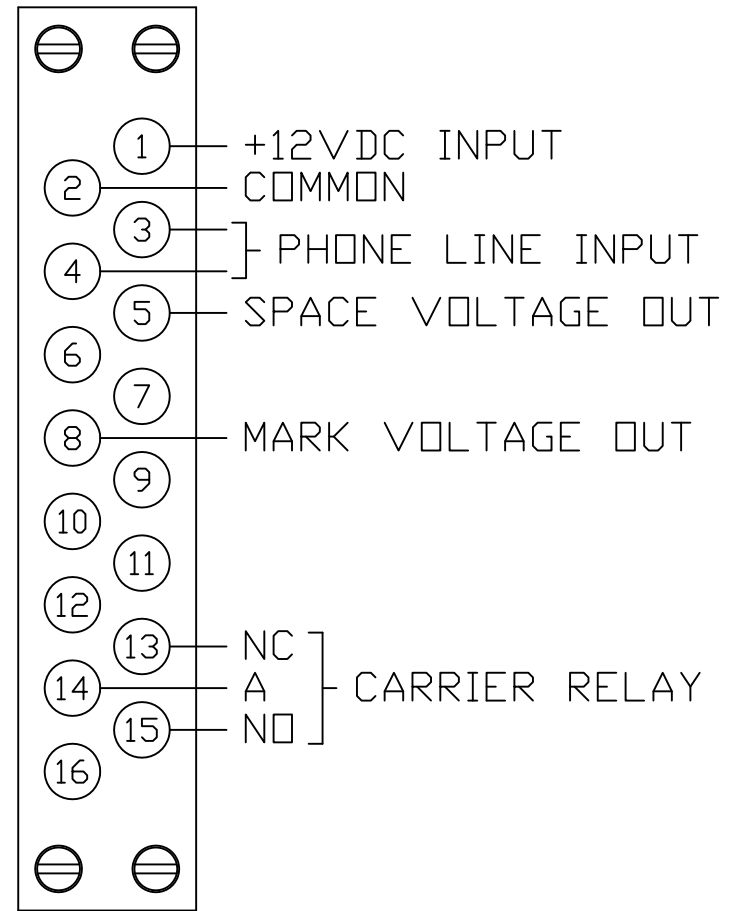 1 +12VDC INPUT
2 COMMON
3
PHONE LINE INPUT
4
5 SPACE VOLTAGE OUT
6
7
8 MARK VOLTAGE OUT
9
10
11
12
13 NC
14 A CARRIER RELAY
15 NO
16